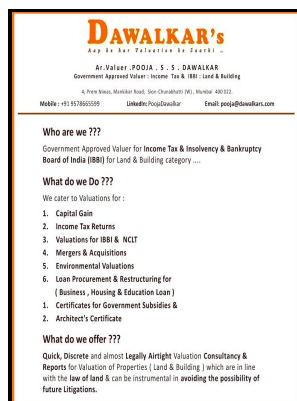 DAWALKAR's
Aap ke har Valuation ke Saathi ...
Ar.Valuer .POOJA . S . S . DAWALKAR
Government Approved Valuer : Income Tax & IBBI : Land & Building
4, Prem Niwas, Mankikar Road, Sion-Chunabhatti (W), Mumbai 400 022.
Mobile : +91 9578665599 LinkedIn: PoojaDawalkar Email: pooja@dawalkars.com
Who are we ???
Government Approved Valuer for Income Tax & Insolvency & Bankruptcy
Board of India (IBBI) for Land & Building category ....
What do we Do ???
We cater to Valuations for :
1. Capital Gain
2. Income Tax Returns
3. Valuations for IBBI & NCLT
4. Mergers & Acquisitions
5. Environmental Valuations
6. Loan Procurement & Restructuring for
( Business , Housing & Education Loan )
1. Certificates for Government Subsidies &
2. Architect's Certificate
What do we offer ???
Quick, Discrete and almost Legally Airtight Valuation Consultancy &
Reports for Valuation of Properties ( Land & Building ) which are in line
with the law of land & can be instrumental in avoiding the possibility of
future Litigations.